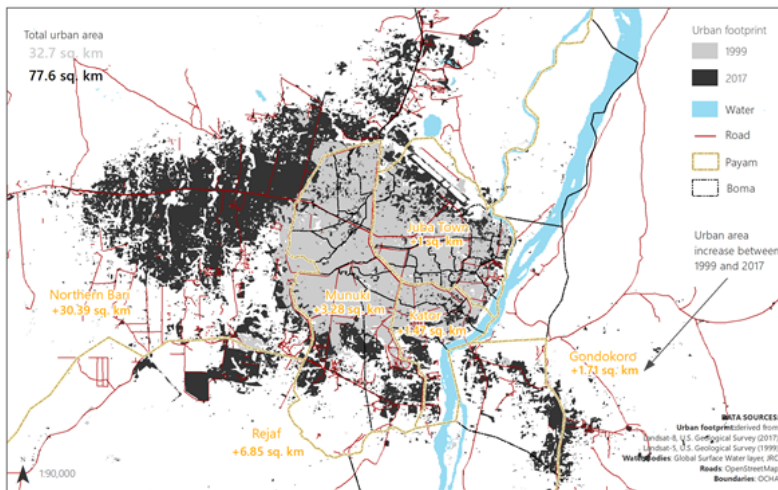 Total urban area
32.7 sq. km
77.6 sq. km
Urban footprint
1999
2017
Water
Road
Payam
Boma
Urban area
increase between
1999 and 2017
Juba Town
+1 sq. km
Northern Bari
+30.39 sq. km
Munuki
+3.28 sq. km
Kator
+1.47 sq. km
Gondokoro
+1.71 sq. km
Rejaf
+6.85 sq. km
N
1:90,000
DATA SOURCES:
Urban footprint: derived from
Landsat-8, U.S. Geological Survey (2017)
Landsat-5, U.S. Geological Survey (1999)
Water bodies: Global Surface Water layer, JRC
Roads: OpenStreetMap
Boundaries: OCHA